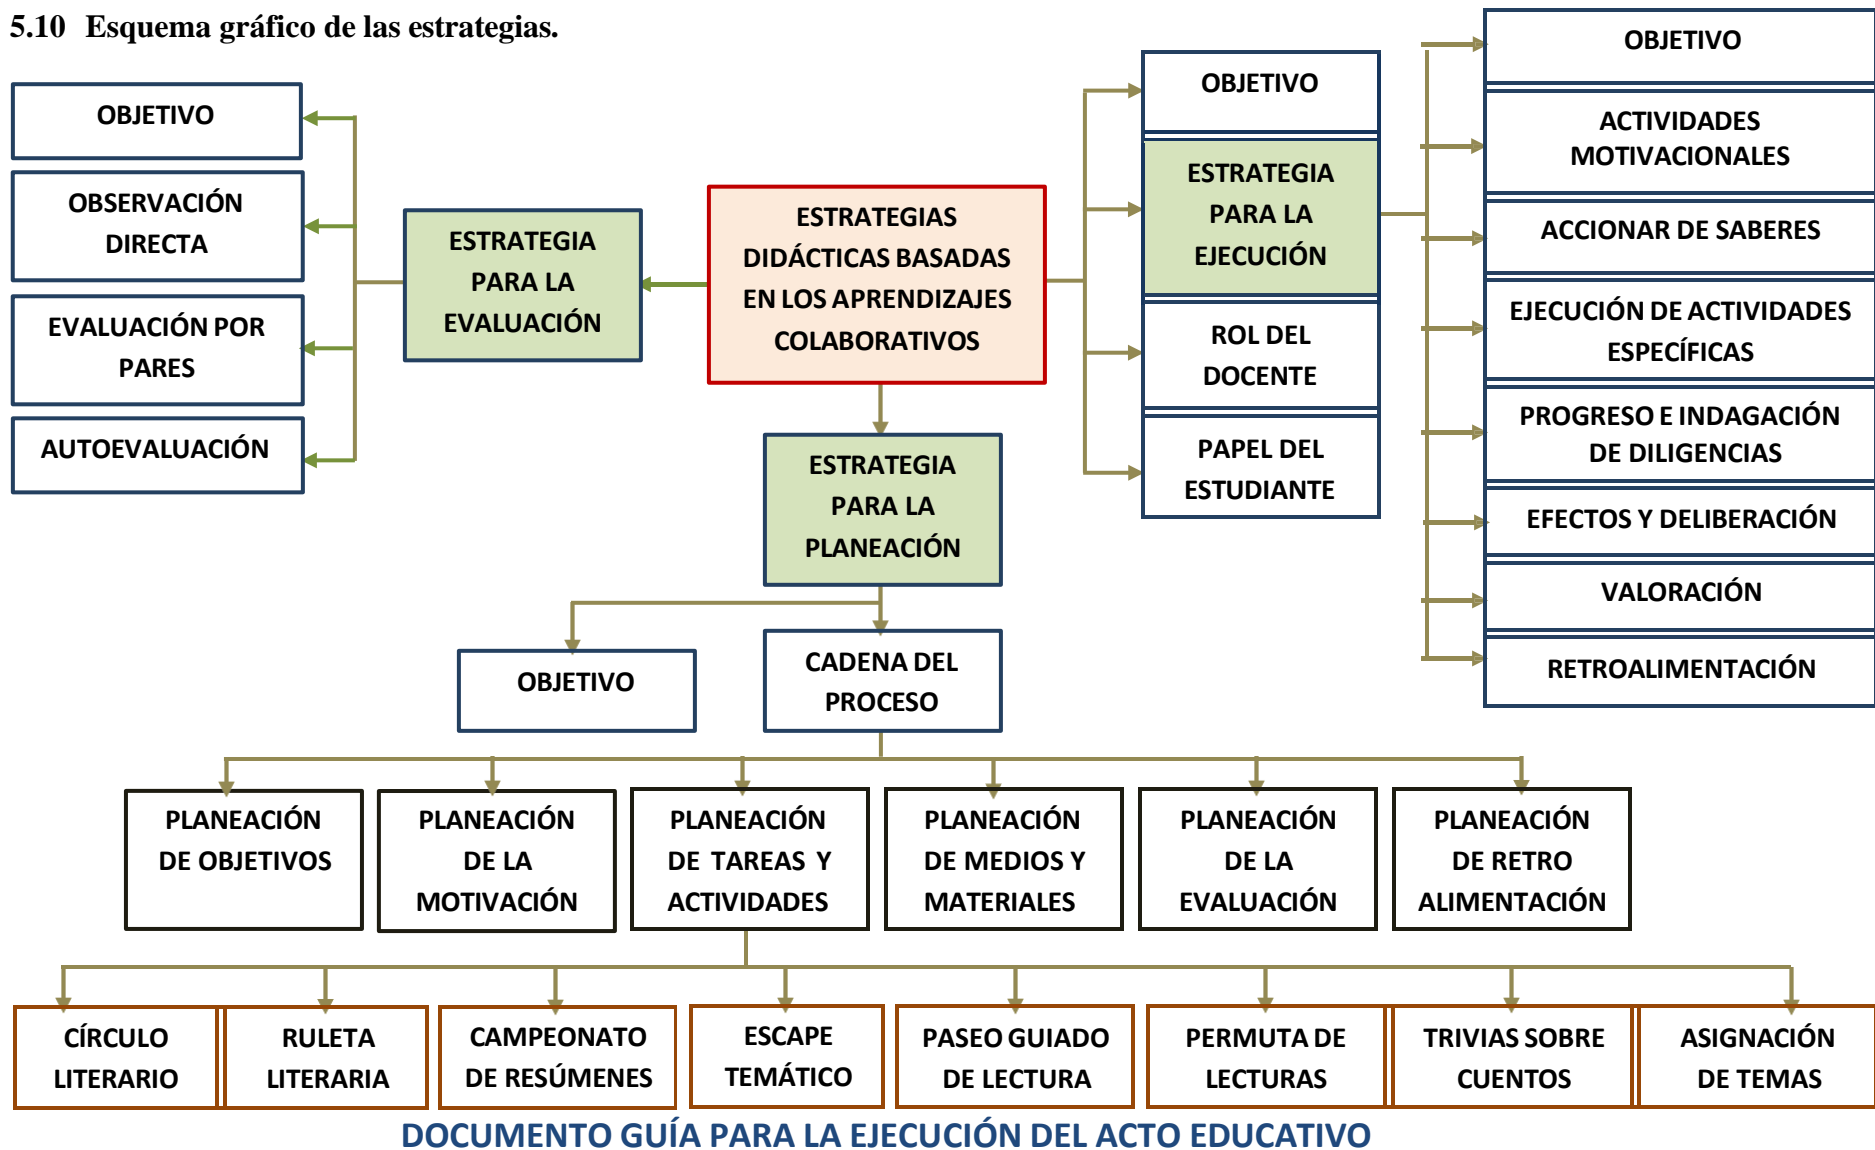 5.10 Esquema gráfico de las estrategias.
OBJETIVO
OBSERVACIÓN
DIRECTA
EVALUACIÓN POR
PARES
AUTOEVALUACIÓN
ESTRATEGIA
PARA LA
EVALUACIÓN
ESTRATEGIAS
DIDÁCTICAS BASADAS
EN LOS APRENDIZAJES
COLABORATIVOS
OBJETIVO
ESTRATEGIA
PARA LA
EJECUCIÓN
ROL DEL
DOCENTE
PAPEL DEL
ESTUDIANTE
OBJETIVO
ACTIVIDADES
MOTIVACIONALES
ACCIONAR DE SABERES
EJECUCIÓN DE ACTIVIDADES
ESPECÍFICAS
PROGRESO E INDAGACIÓN
DE DILIGENCIAS
EFECTOS Y DELIBERACIÓN
VALORACIÓN
RETROALIMENTACIÓN
ESTRATEGIA
PARA LA
PLANEACIÓN
OBJETIVO
CADENA DEL
PROCESO
PLANEACIÓN
DE OBJETIVOS
PLANEACIÓN
DE LA
MOTIVACIÓN
PLANEACIÓN
DE TAREAS Y
ACTIVIDADES
PLANEACIÓN
DE MEDIOS Y
MATERIALES
PLANEACIÓN
DE LA
EVALUACIÓN
PLANEACIÓN
DE RETRO
ALIMENTACIÓN
CÍRCULO
LITERARIO
RULETA
LITERARIA
CAMPEONATO
DE RESÚMENES
ESCAPE
TEMÁTICO
PASEO GUIADO
DE LECTURA
PERMUTA DE
LECTURAS
TRIVIAS SOBRE
CUENTOS
ASIGNACIÓN
DE TEMAS
DOCUMENTO GUÍA PARA LA EJECUCIÓN DEL ACTO EDUCATIVO